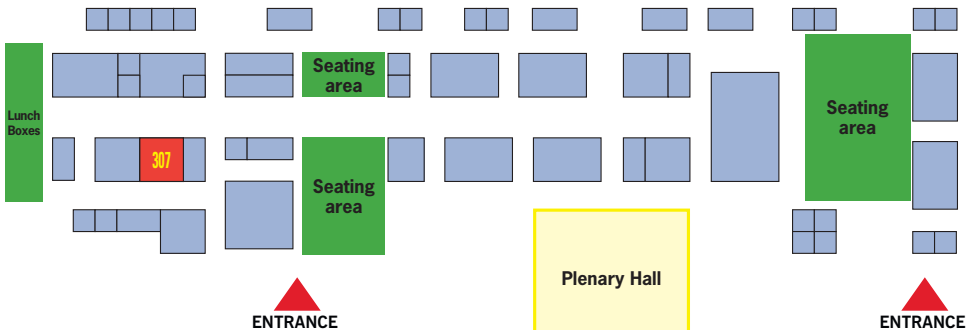 Seating
area
Lunch
Boxes
Seating
area
307
Seating
area
Plenary Hall
ENTRANCE
ENTRANCE